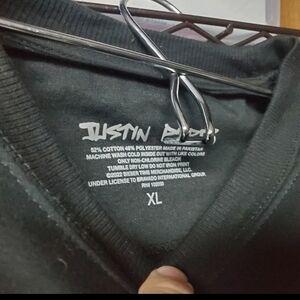 JUSTIN
52% COTTON 48% POLYESTER MADE IN PAKISTAN
MACHINE WASH COLD INSIDE OUT WITH LIKE COLORS
ONLY NON-CHLORINE BLEACH
TUMBLE DRY LOW DO NOT IRON PRINT
©2022 BIEBER TIME MERCHANDISE, LLC.
UNDER LICENSE TO BRAVADO INTERNATIONAL GROUP.
RN#
XL